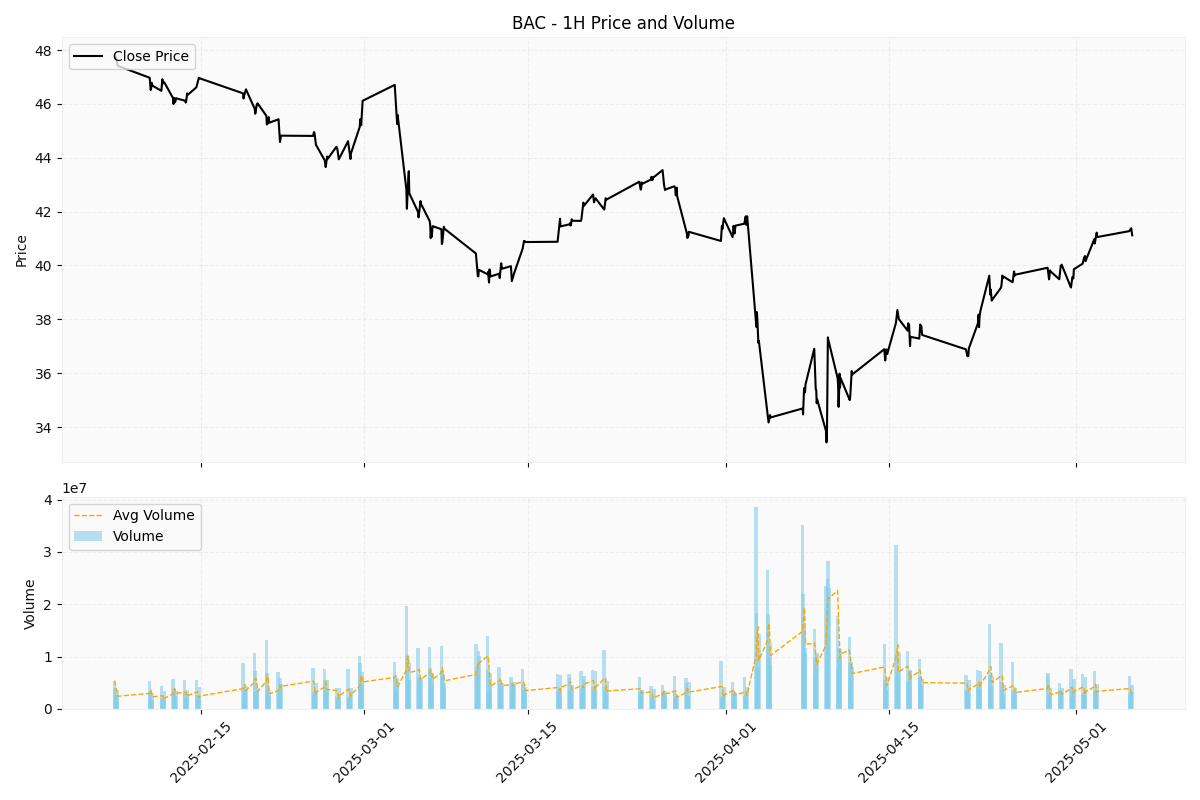 BAC - 1H Price and Volume
Close Price
48
46
44
42
40
38
36
34
Price
1e7
Avg Volume
Volume
4
3
2
1
0
Volume
2025-02-15
2025-03-01
2025-03-15
2025-04-01
2025-04-15
2025-05-01